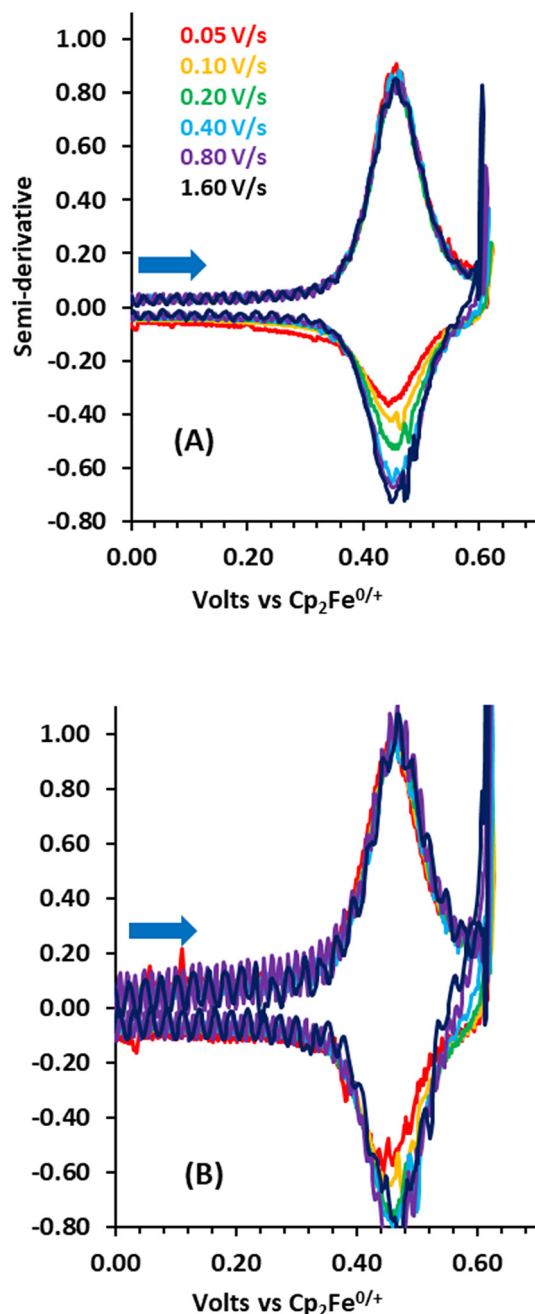 1.00
0.80
0.60
0.40
0.20
0.00
-0.20
-0.40
-0.60
-0.80
Semi-derivative
0.05 V/s
0.10 V/s
0.20 V/s
0.40 V/s
0.80 V/s
1.60 V/s
(A)
0.00 0.20 0.40 0.60
Volts vs Cp₂Fe⁰/⁺
1.00
0.80
0.60
0.40
0.20
0.00
-0.20
-0.40
-0.60
-0.80
(B)
0.00 0.20 0.40 0.60
Volts vs Cp₂Fe⁰/⁺